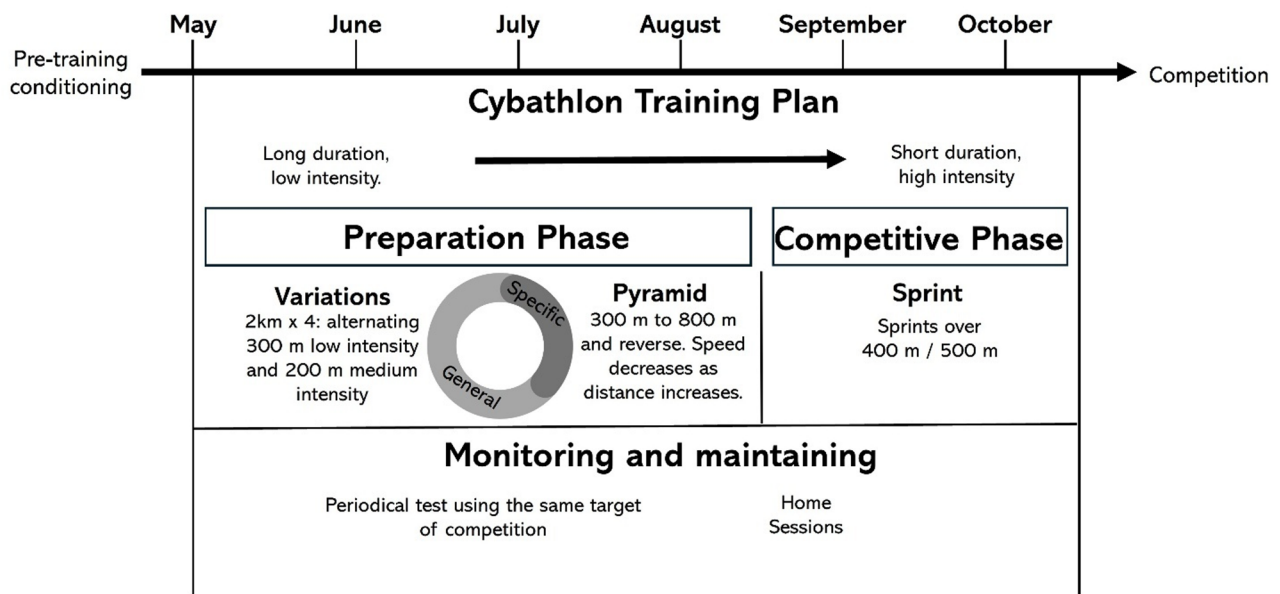 May June July August September October
Pre-training
conditioning
Competition
Cybathlon Training Plan
Long duration,
low intensity.
Short duration,
high intensity
Preparation Phase
Competitive Phase
Variations
2km x 4: alternating
300 m low intensity
and 200 m medium
intensity
Specific
General
Pyramid
300 m to 800 m
and reverse. Speed
decreases as
distance increases.
Sprint
Sprints over
400 m / 500 m
Monitoring and maintaining
Periodical test using the same target
of competition
Home
Sessions